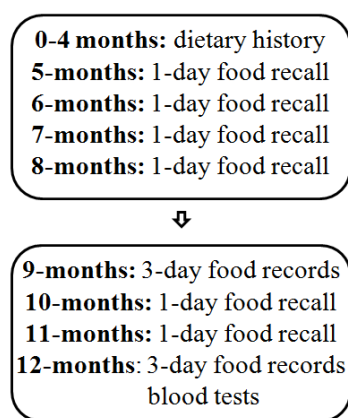 0-4 months: dietary history
5-months: 1-day food recall
6-months: 1-day food recall
7-months: 1-day food recall
8-months: 1-day food recall
9-months: 3-day food records
10-months: 1-day food recall
11-months: 1-day food recall
12-months: 3-day food records
blood tests